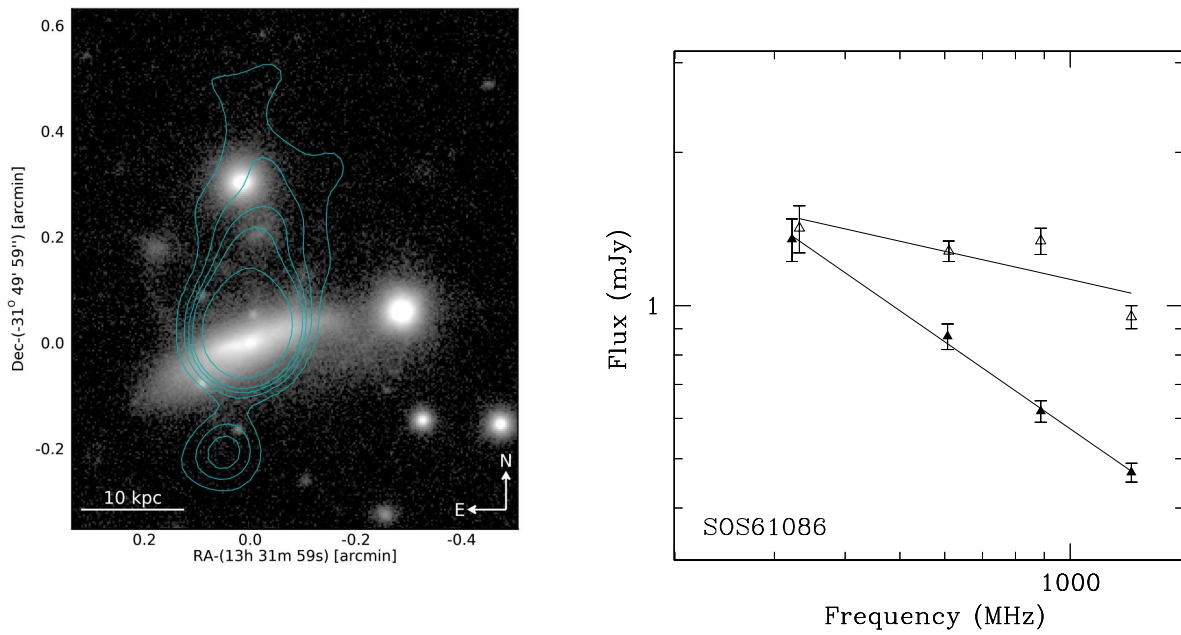 0.6
0.4
0.2
0.0
-0.2
Dec-(-31° 49' 59'') [arcmin]
10 kpc
N
E
0.2 0.0 -0.2 -0.4
RA-(13h 31m 59s) [arcmin]
Flux (mJy)
1
SOS61086
1000
Frequency (MHz)